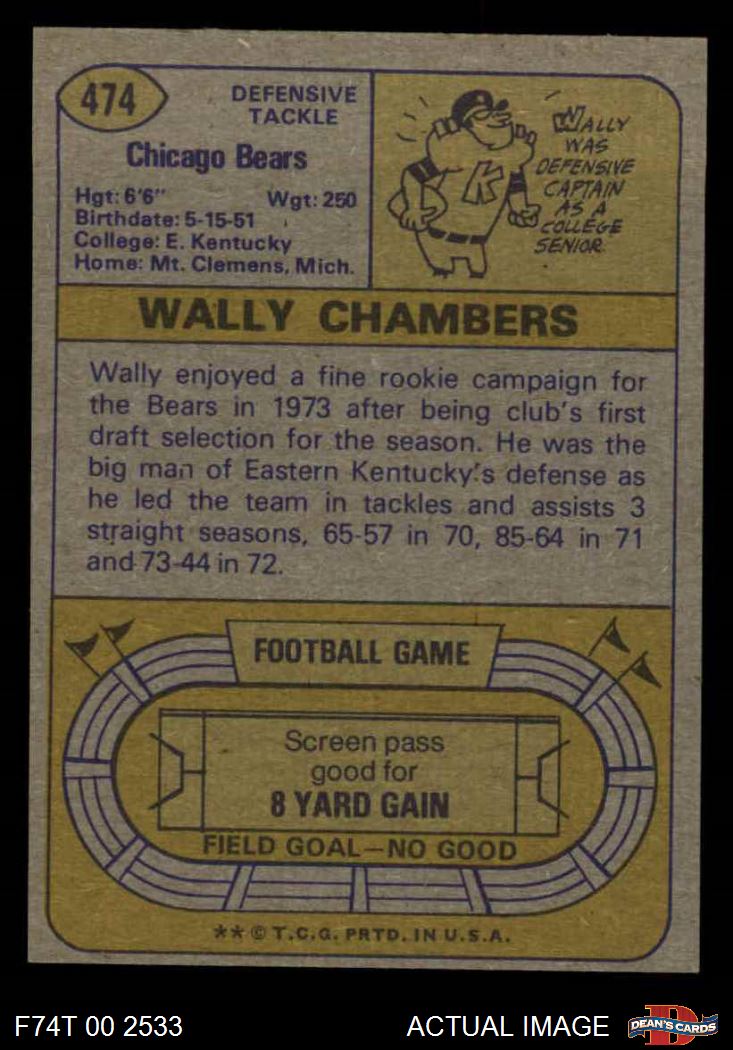 474
DEFENSIVE
TACKLE
Chicago Bears
Hgt: 6'6" Wgt: 250
Birthdate: 5-15-51
College: E. Kentucky
Home: Mt. Clemens, Mich.
K
WALLY
WAS
DEFENSIVE
CAPTAIN
AS A
COLLEGE
SENIOR.
WALLY CHAMBERS
Wally enjoyed a fine rookie campaign for
the Bears in 1973 after being club's first
draft selection for the season. He was the
big man of Eastern Kentucky's defense as
he led the team in tackles and assists 3
straight seasons, 65-57 in 70, 85-64 in 71
and 73-44 in 72.
FOOTBALL GAME
Screen pass
good for
8 YARD GAIN
FIELD GOAL—NO GOOD
** © T.C.G. PRTD. IN U.S.A.
F74T 00 2533 ACTUAL IMAGE
D
DEAN'S CARDS